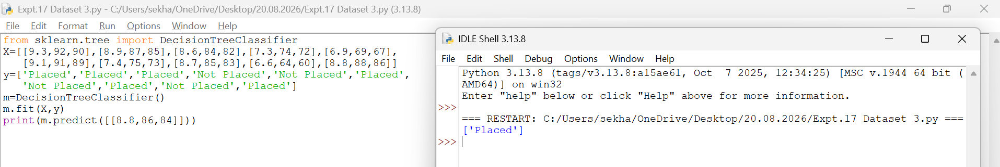 Expt.17 Dataset 3.py - C:/Users/sekha/OneDrive/Desktop/20.08.2026/Expt.17 Dataset 3.py (3.13.8)
File Edit Format Run Options Window Help
from sklearn.tree import DecisionTreeClassifier
X=[[9.3,92,90],[8.9,87,85],[8.6,84,82],[7.3,74,72],[6.9,69,67],
[9.1,91,89],[7.4,75,73],[8.7,85,83],[6.6,64,60],[8.8,88,86]]
y=['Placed','Placed','Placed','Not Placed','Not Placed','Placed',
'Not Placed','Placed','Not Placed','Placed']
m=DecisionTreeClassifier()
m.fit(X,y)
print(m.predict([[8.8,86,84]]))
IDLE Shell 3.13.8
File Edit Shell Debug Options Window Help
Python 3.13.8 (tags/v3.13.8:a15ae61, Oct  7 2025, 12:34:25) [MSC v.1944 64 bit (
AMD64)] on win32
Enter "help" below or click "Help" above for more information.
>>>
=== RESTART: C:/Users/sekha/OneDrive/Desktop/20.08.2026/Expt.17 Dataset 3.py ===
['Placed']
>>>